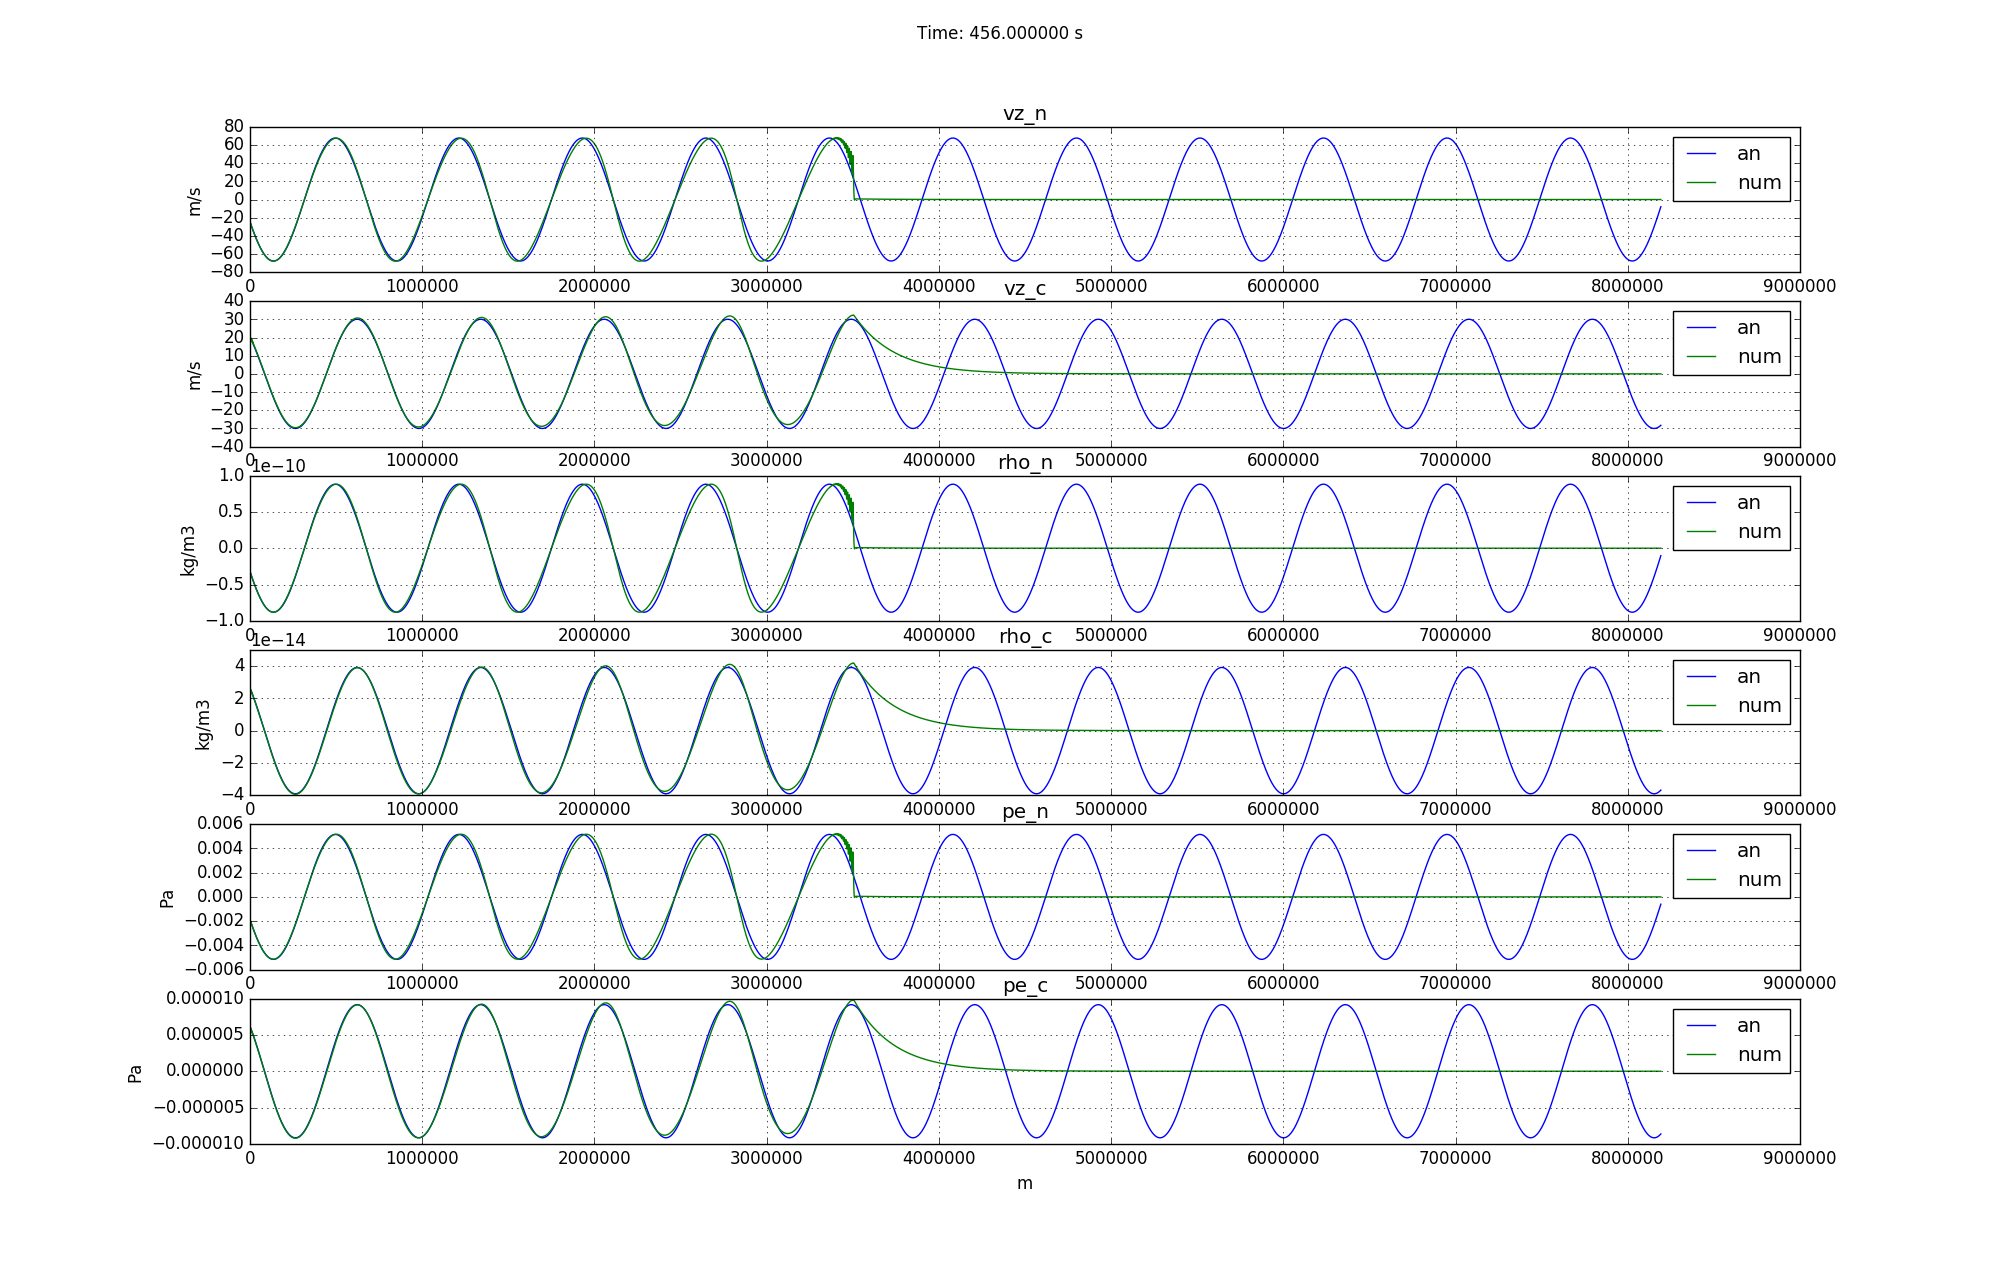 Time: 456.000000 s
vz_n
80
60
40
20
0
−20
−40
−60
−80
m/s
an
num
0 1000000 2000000 3000000 4000000 5000000 6000000 7000000 8000000 9000000
vz_c
40
30
20
10
0
−10
−20
−30
−40
m/s
an
num
0 1000000 2000000 3000000 4000000 5000000 6000000 7000000 8000000 9000000
1e−10
rho_n
1.0
0.5
0.0
−0.5
−1.0
kg/m3
an
num
0 1000000 2000000 3000000 4000000 5000000 6000000 7000000 8000000 9000000
1e−14
rho_c
4
2
0
−2
−4
kg/m3
an
num
0 1000000 2000000 3000000 4000000 5000000 6000000 7000000 8000000 9000000
pe_n
0.006
0.004
0.002
0.000
−0.002
−0.004
−0.006
Pa
an
num
0 1000000 2000000 3000000 4000000 5000000 6000000 7000000 8000000 9000000
pe_c
0.000010
0.000005
0.000000
−0.000005
−0.000010
Pa
an
num
0 1000000 2000000 3000000 4000000 5000000 6000000 7000000 8000000 9000000
m